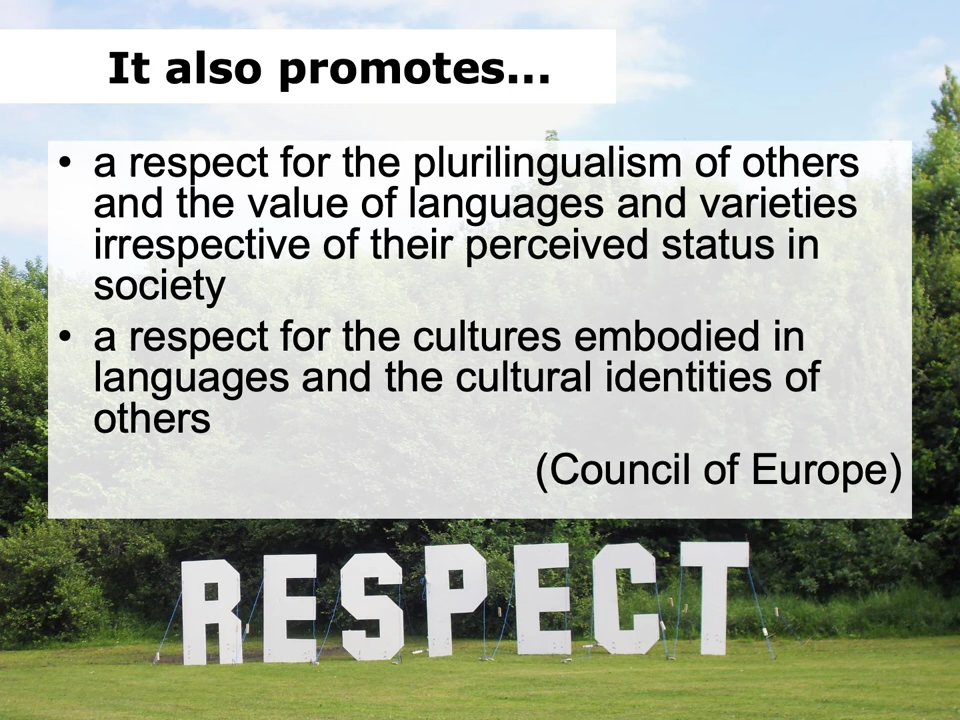 It also promotes...
• a respect for the plurilingualism of others
and the value of languages and varieties
irrespective of their perceived status in
society
• a respect for the cultures embodied in
languages and the cultural identities of
others
(Council of Europe)
RESPECT